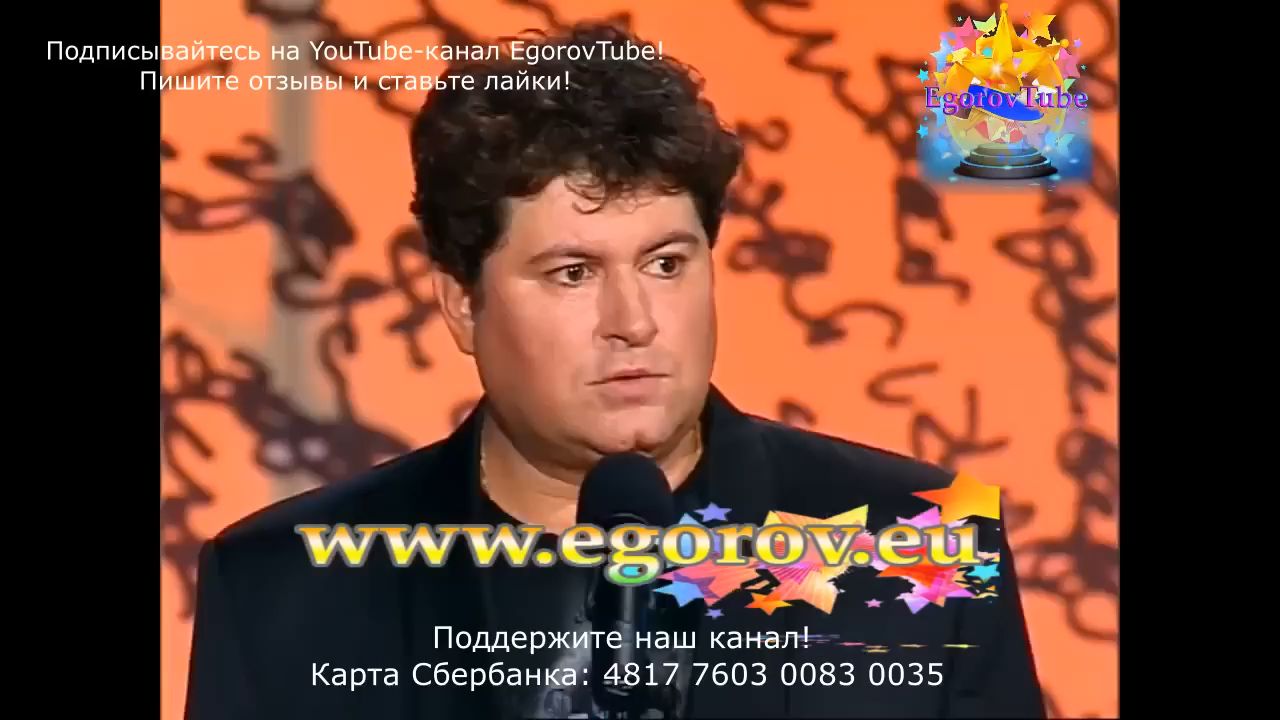 Подписывайтесь на YouTube-канал EgorovTube!
Пишите отзывы и ставьте лайки!
EgorovTube
www.egorov.eu
Поддержите наш канал!
Карта Сбербанка: 4817 7603 0083 0035